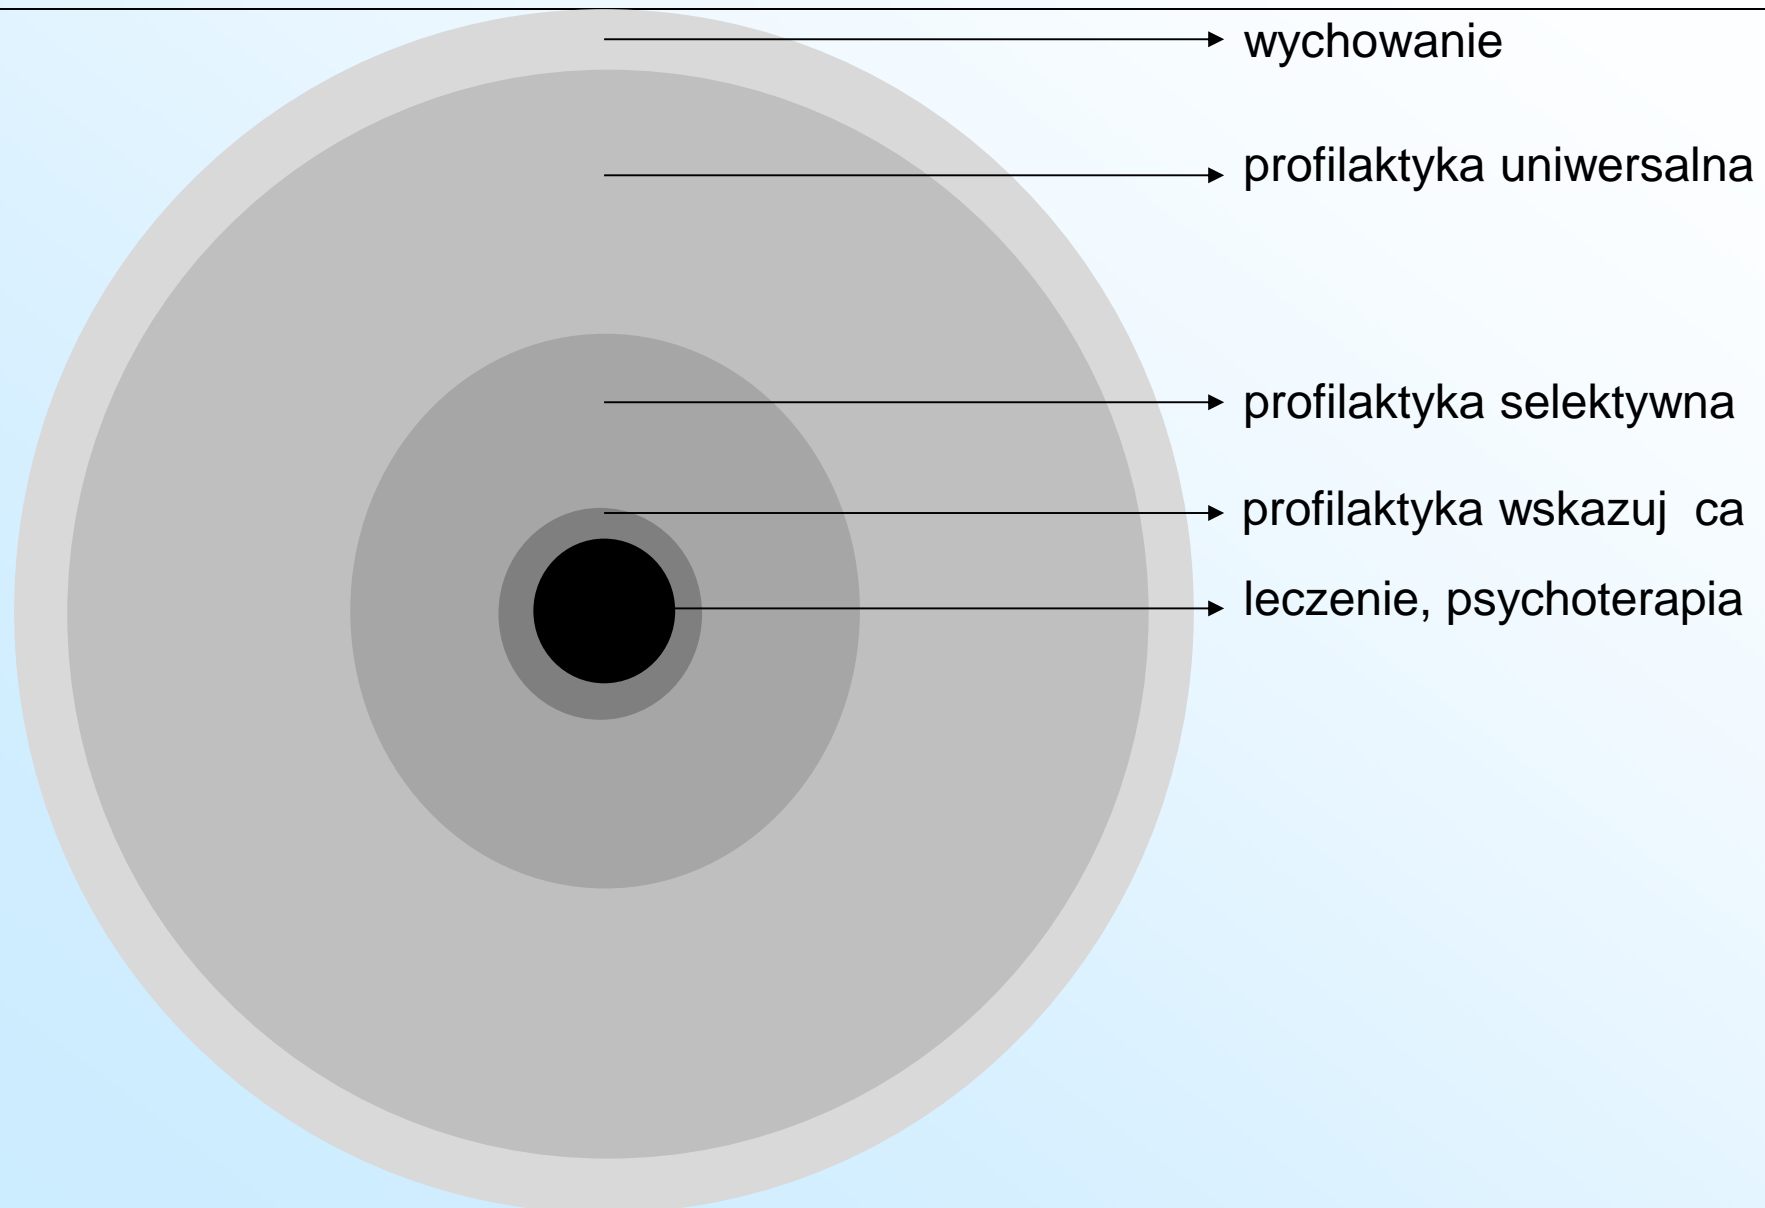 wychowanie
profilaktyka uniwersalna
profilaktyka selektywna
profilaktyka wskazuj ca
leczenie, psychoterapia